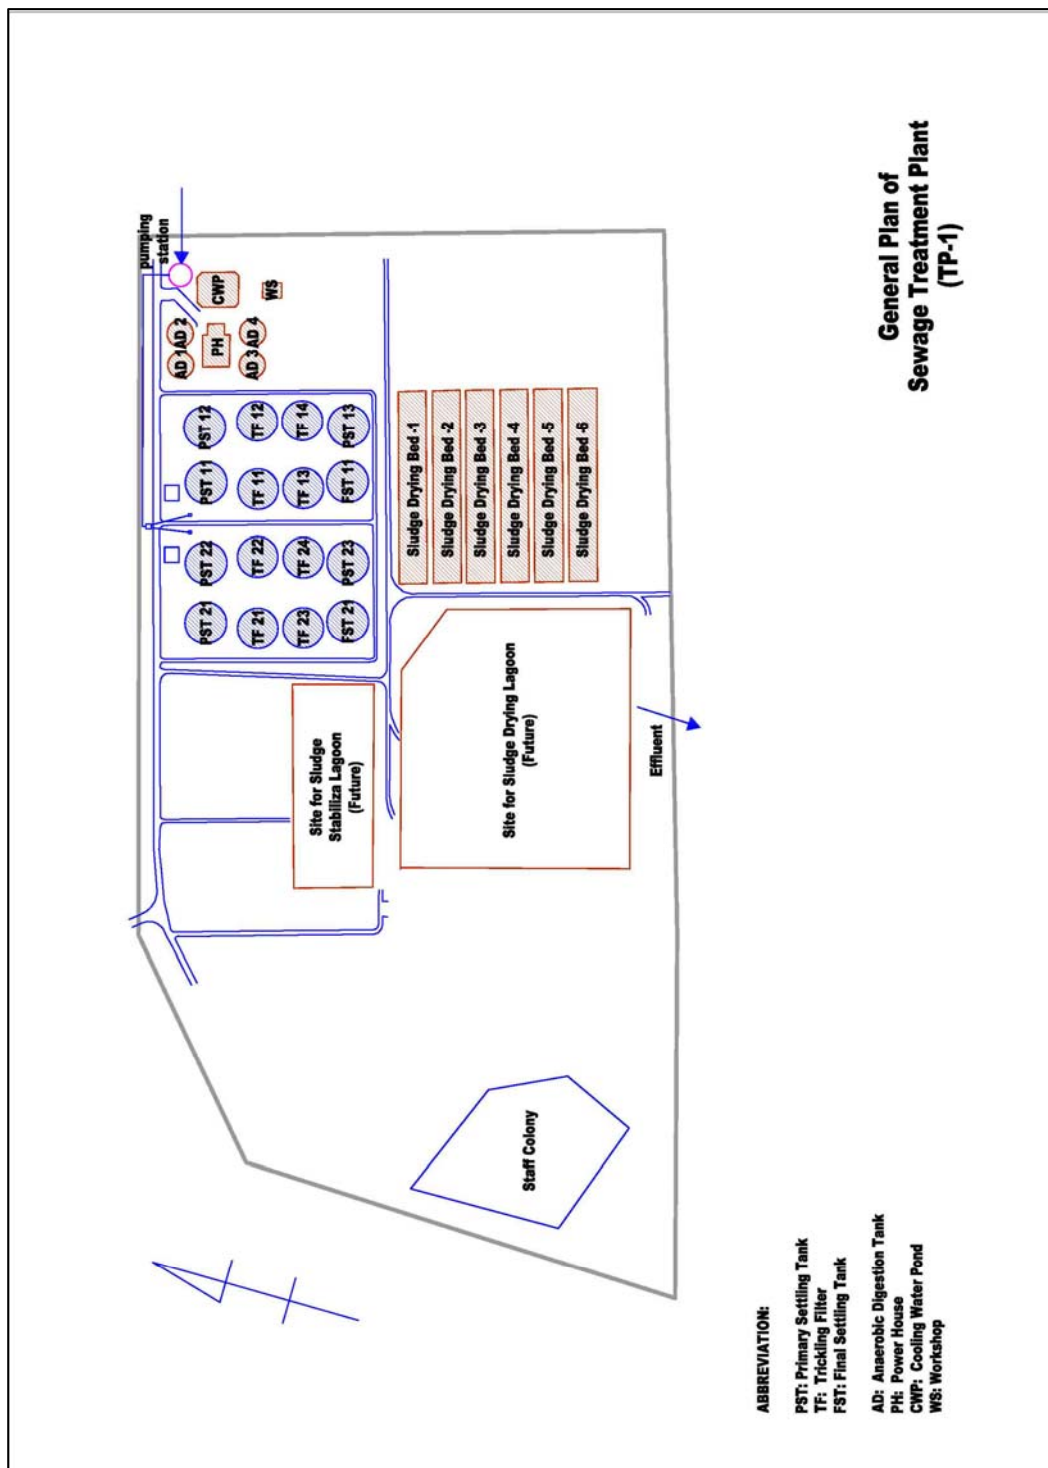 General Plan of
Sewage Treatment Plant
(TP-1)
pumping
station
CWP
WS
AD 1
AD 2
PH
AD 3
AD 4
PST 11
PST 12
TF 11
TF 12
TF 13
TF 14
FST 11
PST 13
PST 21
PST 22
TF 21
TF 22
TF 23
TF 24
FST 21
PST 23
Sludge Drying Bed -1
Sludge Drying Bed -2
Sludge Drying Bed -3
Sludge Drying Bed -4
Sludge Drying Bed -5
Sludge Drying Bed -6
Site for Sludge
Stabiliza Lagoon
(Future)
Site for Sludge Drying Lagoon
(Future)
Effluent
Staff Colony
ABBREVIATION:
PST: Primary Settling Tank
TF: Trickling Filter
FST: Final Settling Tank
AD: Anaerobic Digestion Tank
PH: Power House
CWP: Cooling Water Pond
WS: Workshop